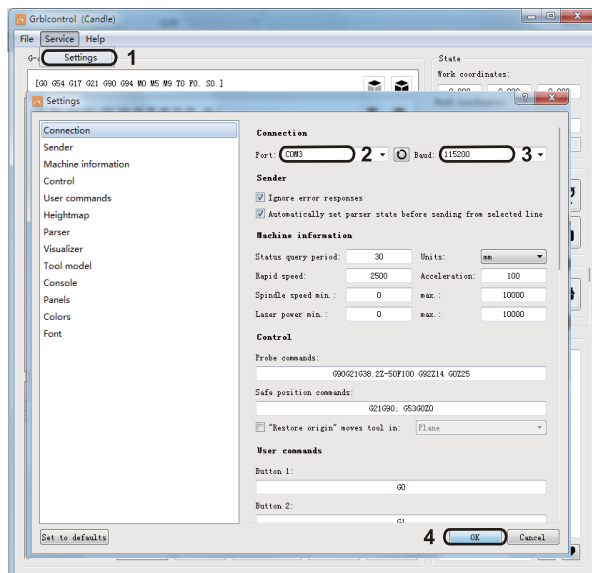 Grblcontrol (Candle)
File Service Help
Settings 1
State
Work coordinates:
[G0 G54 G17 G21 G90 G94 M0 M5 M9 T0 F0. S0.]
Settings
Connection
Sender
Machine information
Control
User commands
Heightmap
Parser
Visualizer
Tool model
Console
Panels
Colors
Font
Connection
Port: COM3 2 Baud: 115200 3
Sender
Ignore error responses
Automatically set parser state before sending from selected line
Machine information
Status query period: 30 Units: mm
Rapid speed: 2500 Acceleration: 100
Spindle speed min.: 0 max.: 10000
Laser power min.: 0 max.: 10000
Control
Probe commands:
G90G21G38.2Z-50F100 G92Z14 G0Z25
Safe position commands:
G21G90; G53G0Z0
"Restore origin" moves tool in: Plane
User commands
Button 1:
G0
Button 2:
G1
Set to defaults 4 OK Cancel